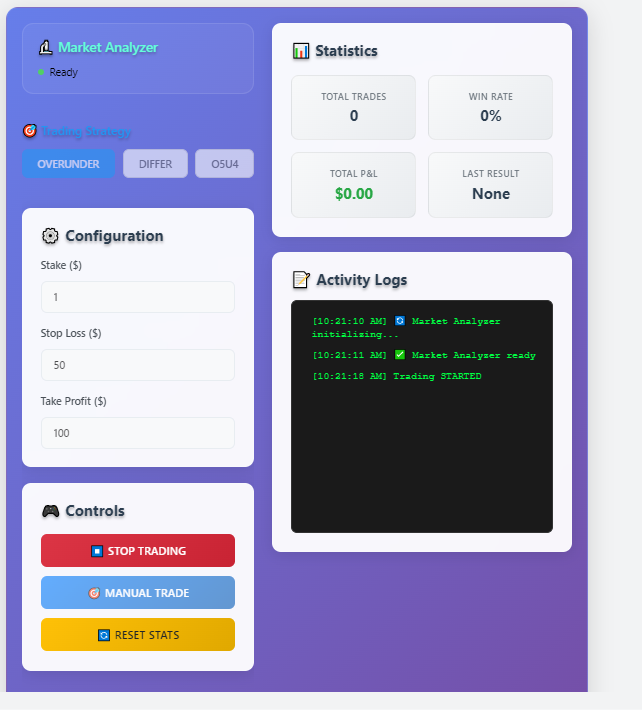 Market Analyzer
Ready
Trading Strategy
OVERUNDER
DIFFER
O5U4
Configuration
Stake ($)
1
Stop Loss ($)
50
Take Profit ($)
100
Controls
STOP TRADING
MANUAL TRADE
RESET STATS
Statistics
TOTAL TRADES
0
WIN RATE
0%
TOTAL P&L
$0.00
LAST RESULT
None
Activity Logs
[10:21:10 AM] 🔄 Market Analyzer
initializing...
[10:21:11 AM] ✅ Market Analyzer ready
[10:21:18 AM] Trading STARTED